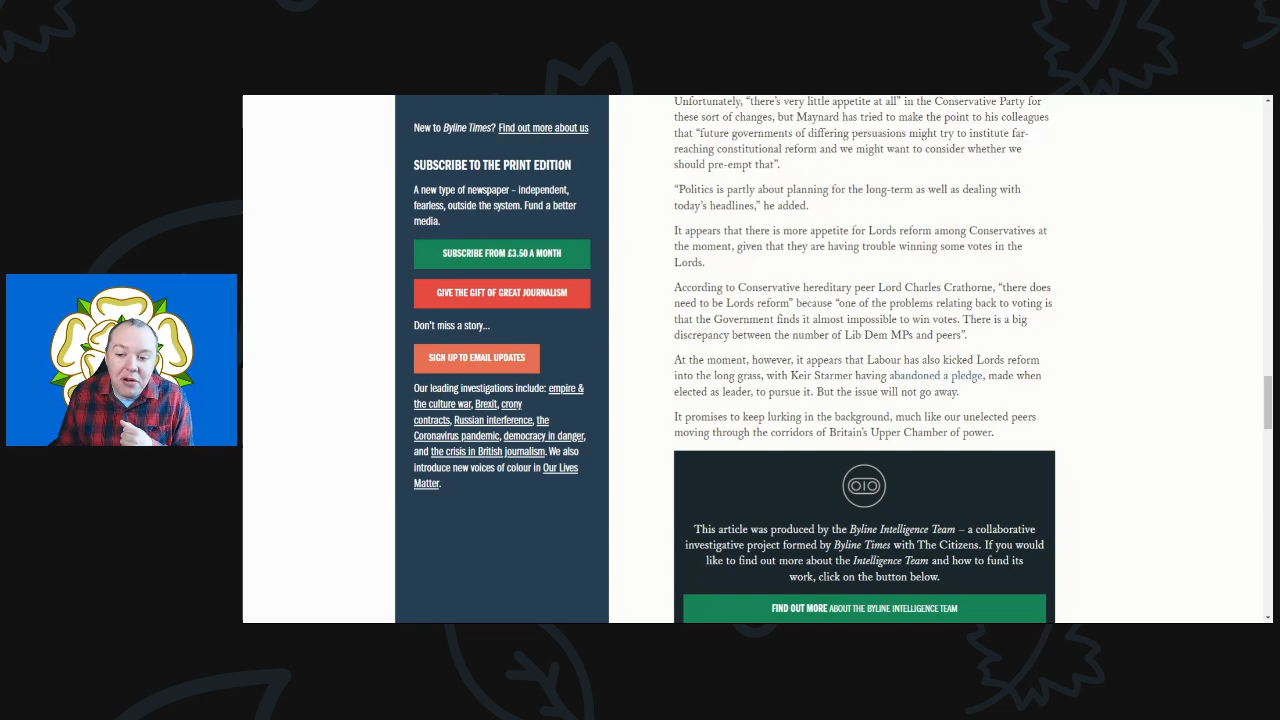 New to Byline Times? Find out more about us
SUBSCRIBE TO THE PRINT EDITION
A new type of newspaper – independent,
fearless, outside the system. Fund a better
media.
SUBSCRIBE FROM £3.50 A MONTH
GIVE THE GIFT OF GREAT JOURNALISM
Don't miss a story...
SIGN UP TO EMAIL UPDATES
Our leading investigations include: empire &
the culture war, Brexit, crony
contracts, Russian interference, the
Coronavirus pandemic, democracy in danger,
and the crisis in British journalism. We also
introduce new voices of colour in Our Lives
Matter.
Unfortunately, “there’s very little appetite at all” in the Conservative Party for
these sort of changes, but Maynard has tried to make the point to his colleagues
that “future governments of differing persuasions might try to institute far-
reaching constitutional reform and we might want to consider whether we
should pre-empt that”.
“Politics is partly about planning for the long-term as well as dealing with
today’s headlines,” he added.
It appears that there is more appetite for Lords reform among Conservatives at
the moment, given that they are having trouble winning some votes in the
Lords.
According to Conservative hereditary peer Lord Charles Crathorne, “there does
need to be Lords reform” because “one of the problems relating back to voting is
that the Government finds it almost impossible to win votes. There is a big
discrepancy between the number of Lib Dem MPs and peers”.
At the moment, however, it appears that Labour has also kicked Lords reform
into the long grass, with Keir Starmer having abandoned a pledge, made when
elected as leader, to pursue it. But the issue will not go away.
It promises to keep lurking in the background, much like our unelected peers
moving through the corridors of Britain’s Upper Chamber of power.
This article was produced by the Byline Intelligence Team – a collaborative
investigative project formed by Byline Times with The Citizens. If you would
like to find out more about the Intelligence Team and how to fund its
work, click on the button below.
FIND OUT MORE ABOUT THE BYLINE INTELLIGENCE TEAM